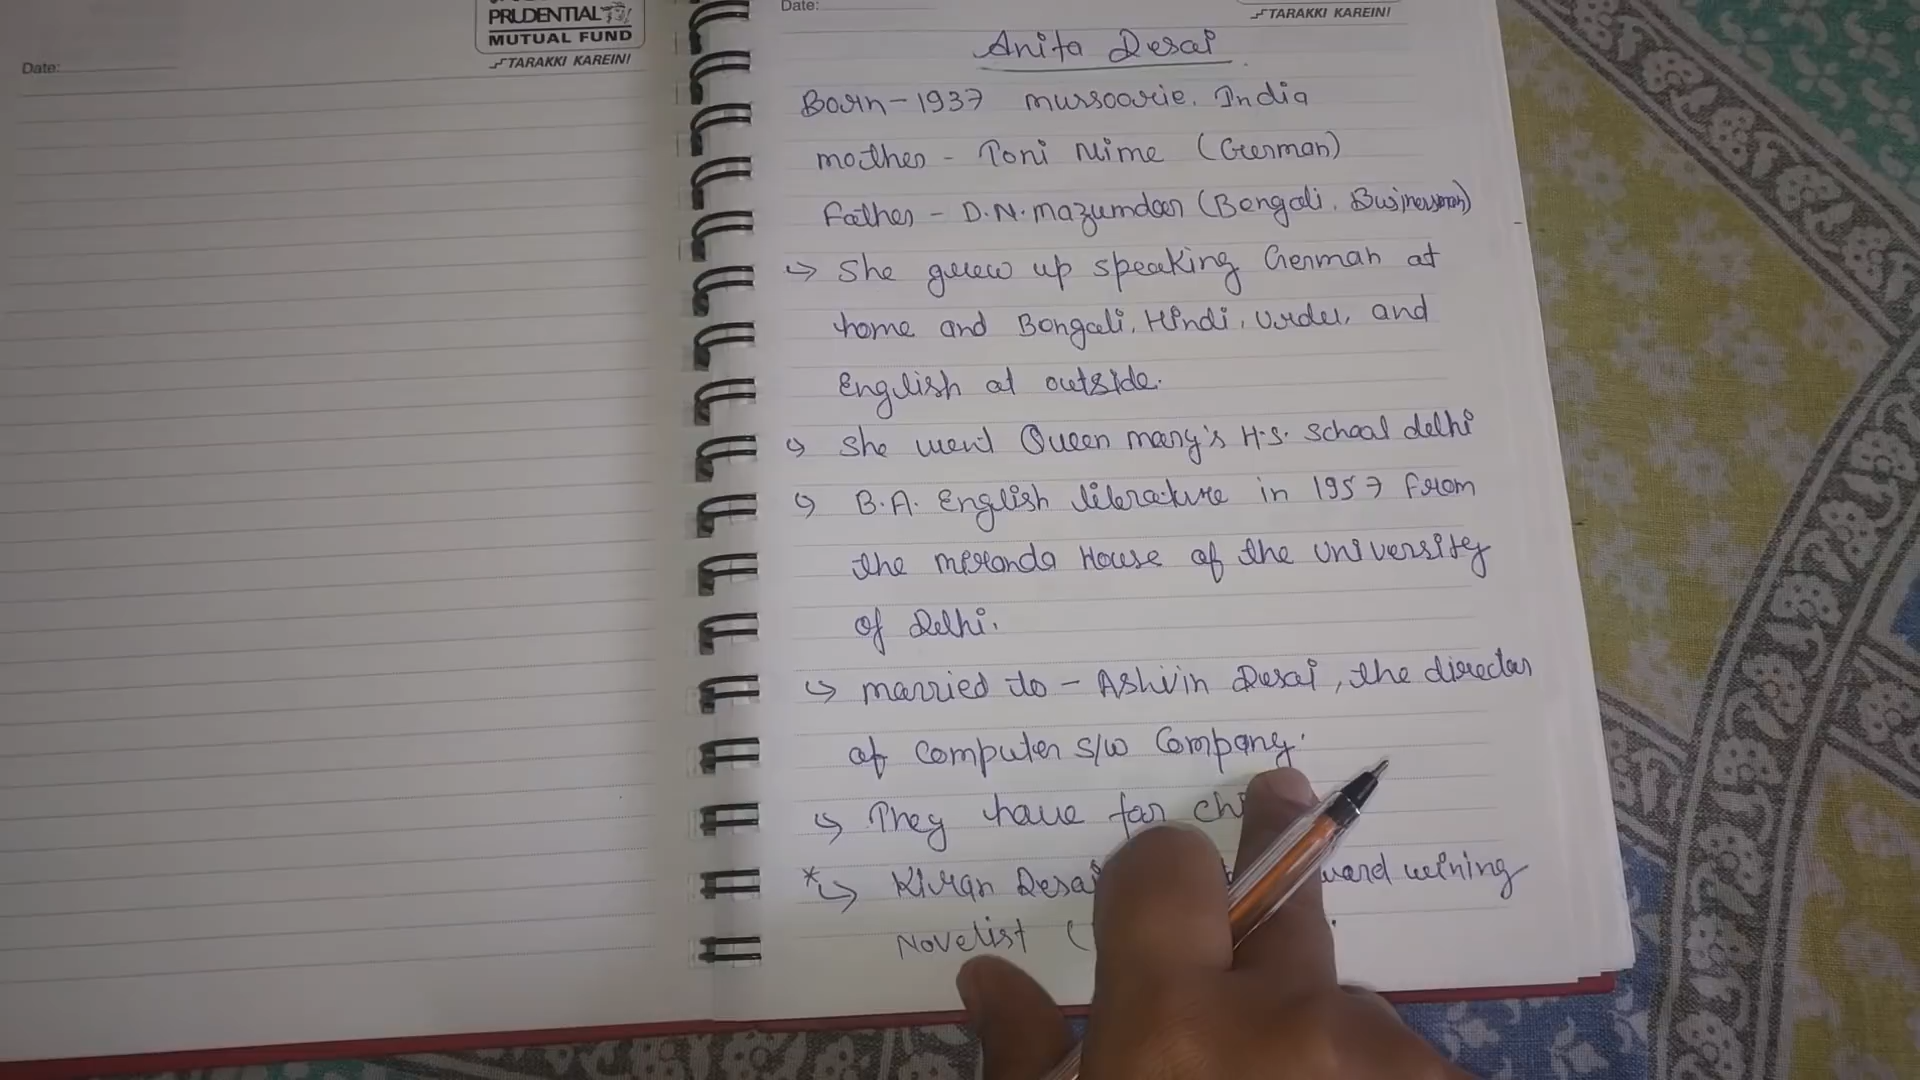 PRUDENTIAL
MUTUAL FUND
TARAKKI KAREIN!
Date:
Date:
TARAKKI KAREIN!
Anita Desai
Born - 1937 mussoorie. India
mother - Toni Nime (German)
Father - D.N. mazumdar (Bengali, Businessman)
↳ She grew up speaking German at
home and Bengali, Hindi, Urdu, and
English at outside.
↳ She went Queen mary's H.S. School delhi
↳ B.A. English literature in 1957 From
the miranda House of the University
of Delhi.
↳ married to - Ashvin Desai, the director
of Computer s/w Company.
↳ They have for
*↳ Kiran Desai wining
Novelist (